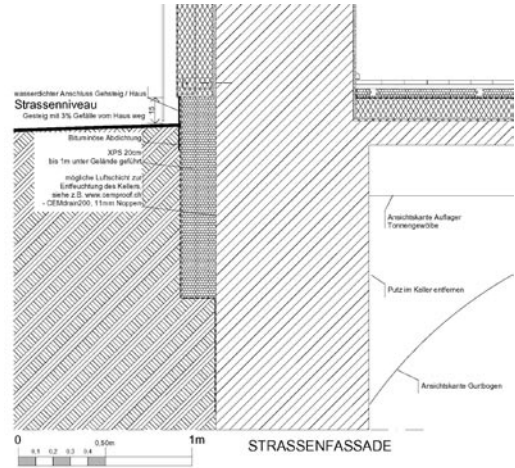 wasserdichter Anschluss Gehsteig / Haus
Strassenniveau
Gesteig mit 3% Gefälle vom Haus weg
15
Bituminöse Abdichtung
XPS 20cm
bis 1m unter Gelände geführt
mögliche Luftschicht zur
Entfeuchtung des Kellers,
siehe z.B. www.cemproof.ch
- CEMdrain200, 11mm Noppen
Ansichtskante Auflager
Tonnengewölbe
Putz im Keller entfernen
Ansichtskante Gurtbogen
0 0,50m 1m
0,1 0,2 0,3 0,4
STRASSENFASSADE